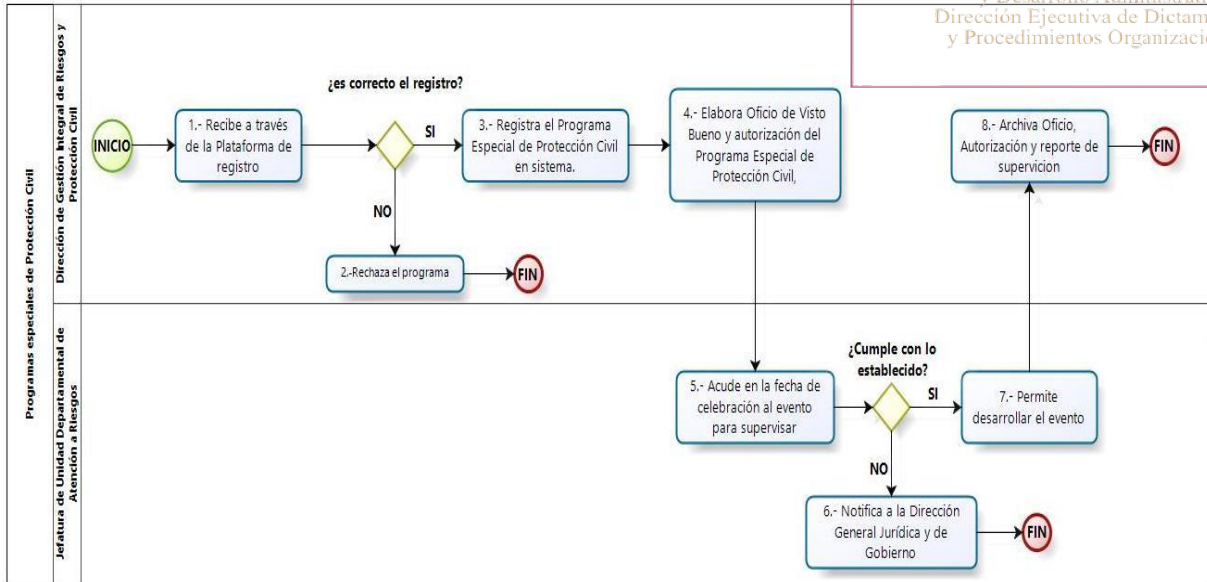 Dirección Ejecutiva de
y Procedimientos
Programas especiales de Protección Civil
Dirección de Gestión Integral de Riesgos y
Protección Civil
INICIO
1.- Recibe a través
de la Plataforma de
registro
¿es correcto el registro?
SI
NO
2.-Rechaza el programa
FIN
3.- Registra el Programa
Especial de Protección Civil
en sistema.
4.- Elabora Oficio de Visto
Bueno y autorización del
Programa Especial de
Protección Civil,
8.- Archiva Oficio,
Autorización y reporte de
supervicion
FIN
Jefatura de Unidad Departamental de
Atención a Riesgos
5.- Acude en la fecha de
celebración al evento
para supervisar
¿Cumple con lo
establecido?
SI
NO
7.- Permite
desarrollar el evento
6.- Notifica a la Dirección
General Jurídica y de
Gobierno
FIN